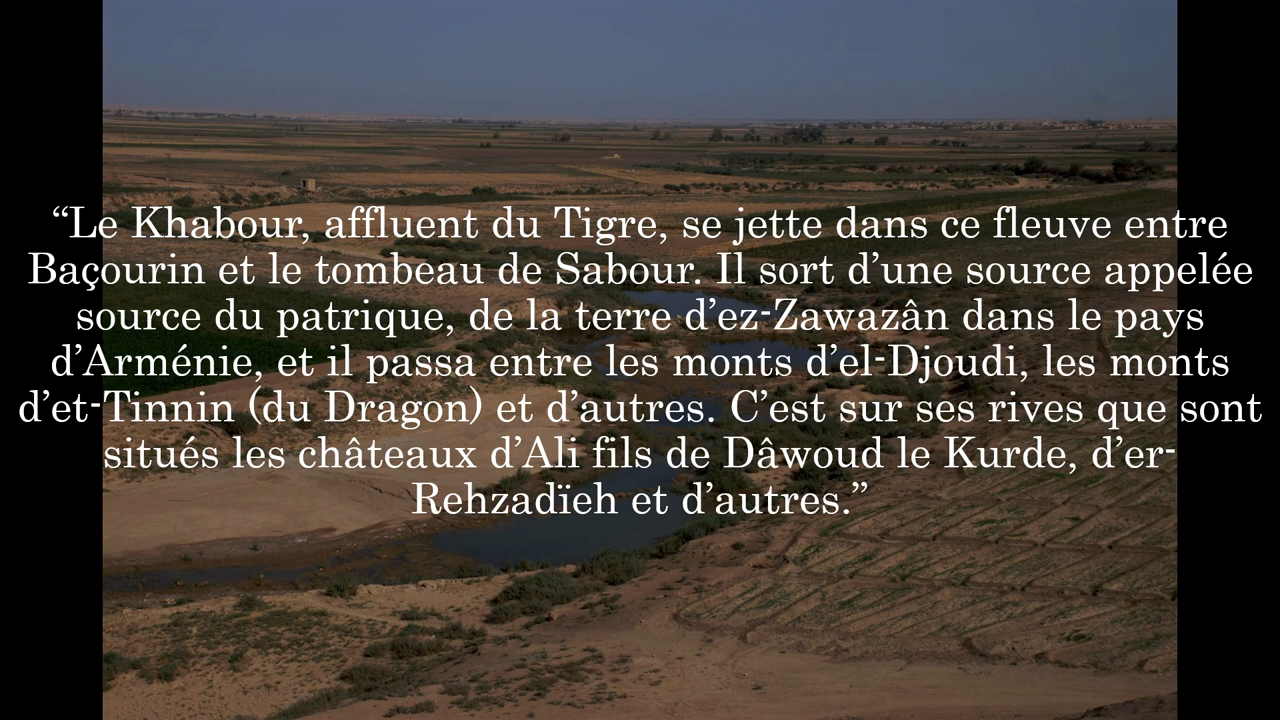 “Le Khabour, affluent du Tigre, se jette dans ce fleuve entre
Baçourin et le tombeau de Sabour. Il sort d’une source appelée
source du patrique, de la terre d’ez-Zawazân dans le pays
d’Arménie, et il passa entre les monts d’el-Djoudi, les monts
d’et-Tinnin (du Dragon) et d’autres. C’est sur ses rives que sont
situés les châteaux d’Ali fils de Dâwoud le Kurde, d’er-
Rehzadïeh et d’autres.”